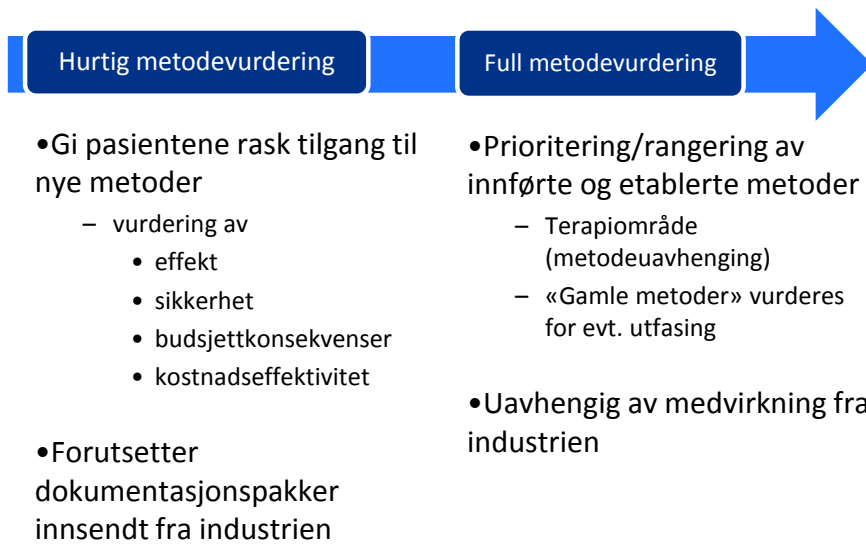 Hurtig metodevurdering
•Gi pasientene rask tilgang til
nye metoder
– vurdering av
• effekt
• sikkerhet
• budsjettkonsekvenser
• kostnadseffektivitet
•Forutsetter
dokumentasjonspakker
innsendt fra industrien
Full metodevurdering
•Prioritering/rangering av
innførte og etablerte metoder
– Terapiområde
(metodeuavhenging)
– «Gamle metoder» vurderes
for evt. utfasing
•Uavhengig av medvirkning fra
industrien